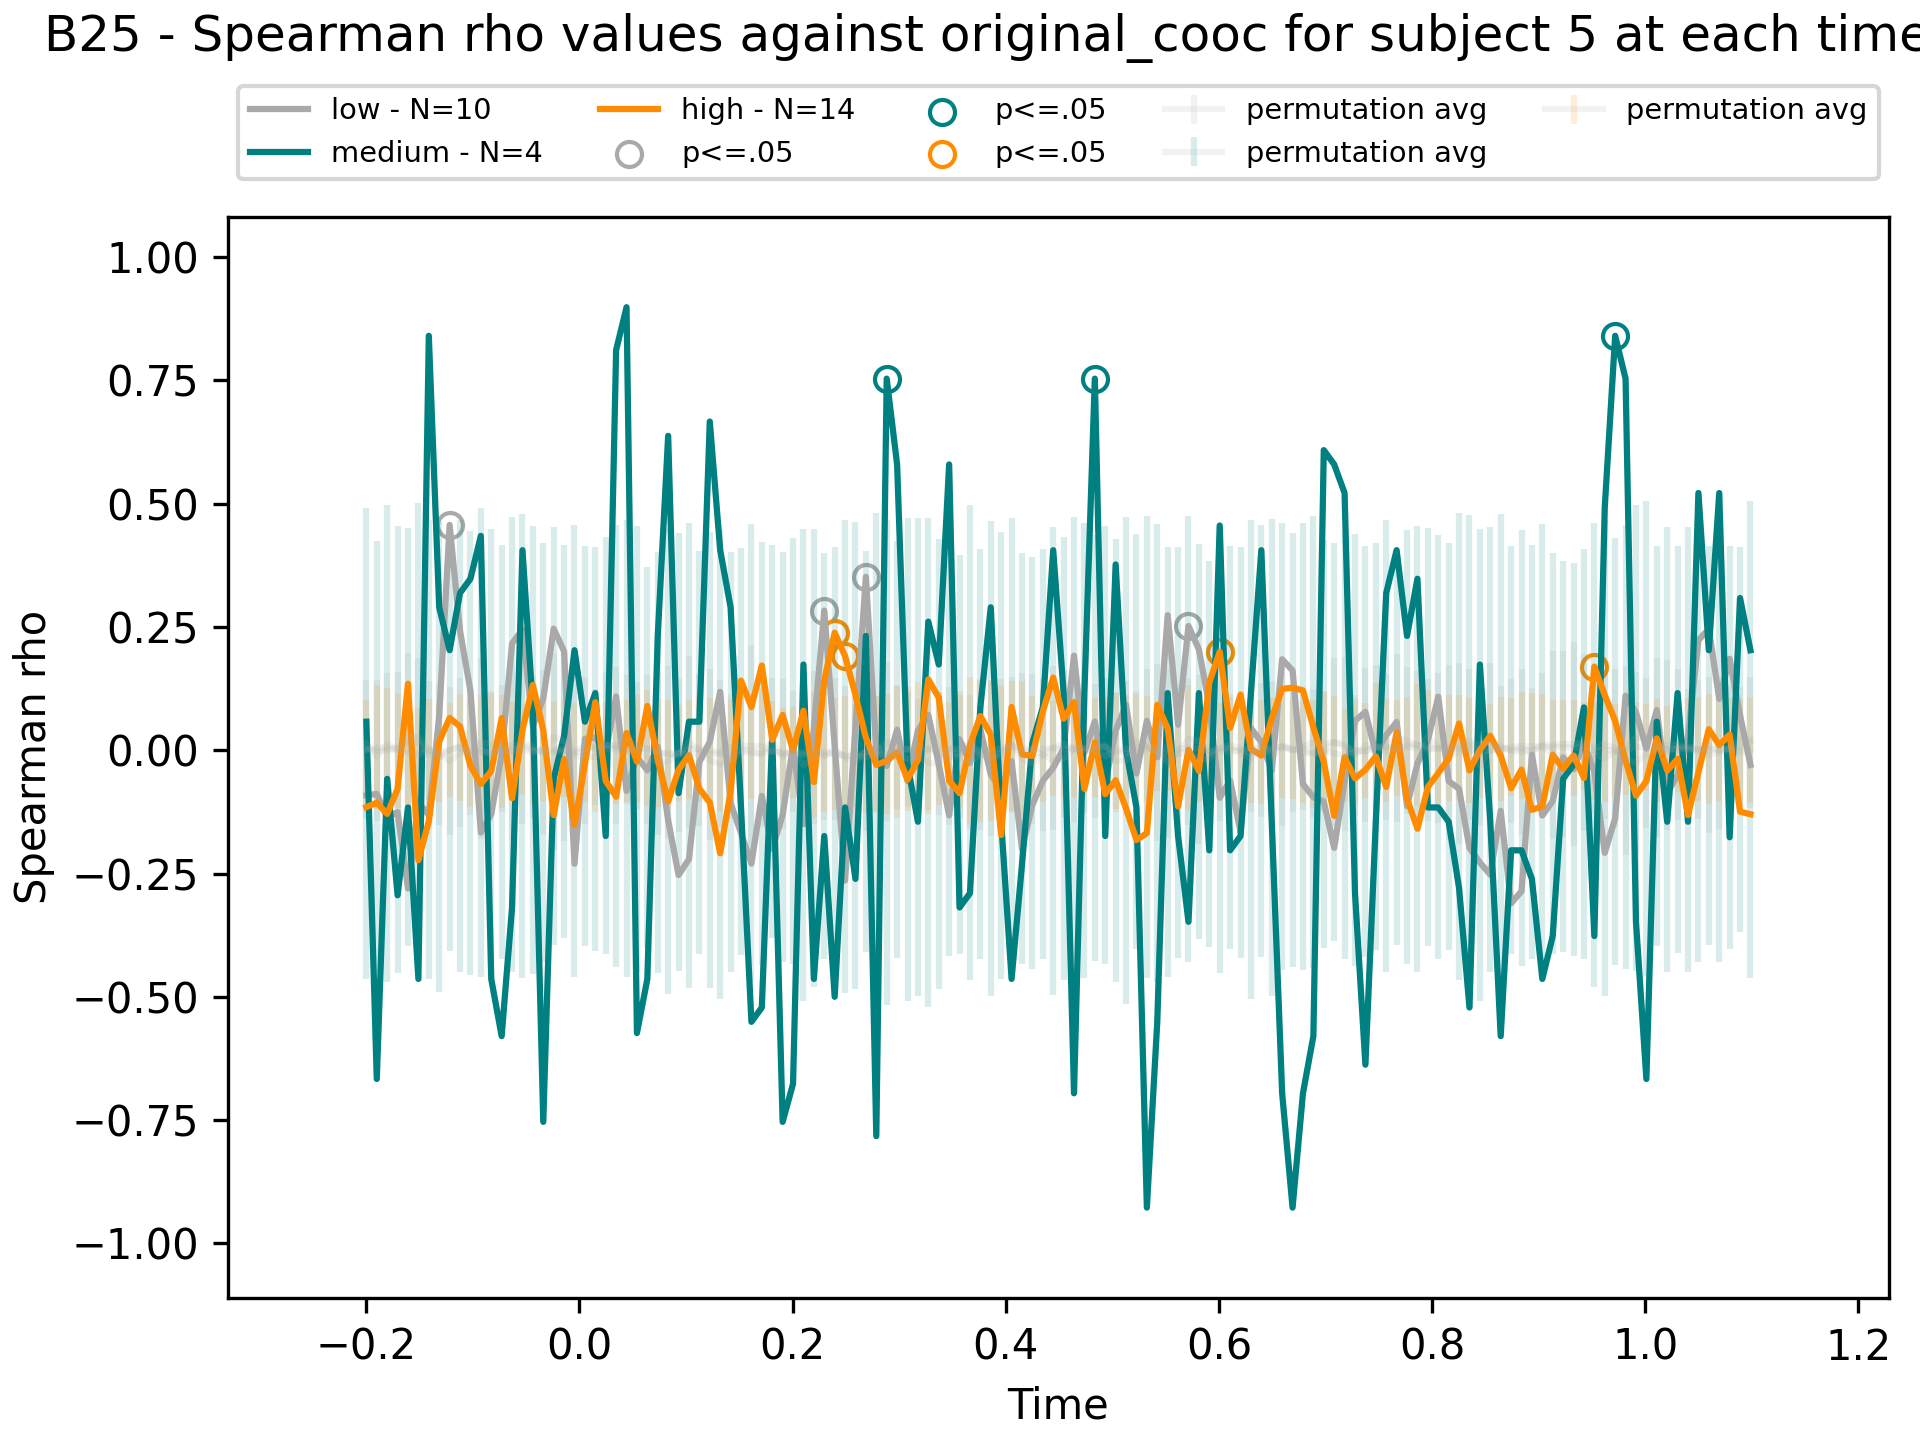 B25 - Spearman rho values against original_cooc for subject 5 at each time
low - N=10
medium - N=4
high - N=14
p<=.05
p<=.05
p<=.05
permutation avg
permutation avg
permutation avg
1.00
0.75
0.50
0.25
0.00
−0.25
−0.50
−0.75
−1.00
Spearman rho
−0.2 0.0 0.2 0.4 0.6 0.8 1.0 1.2
Time